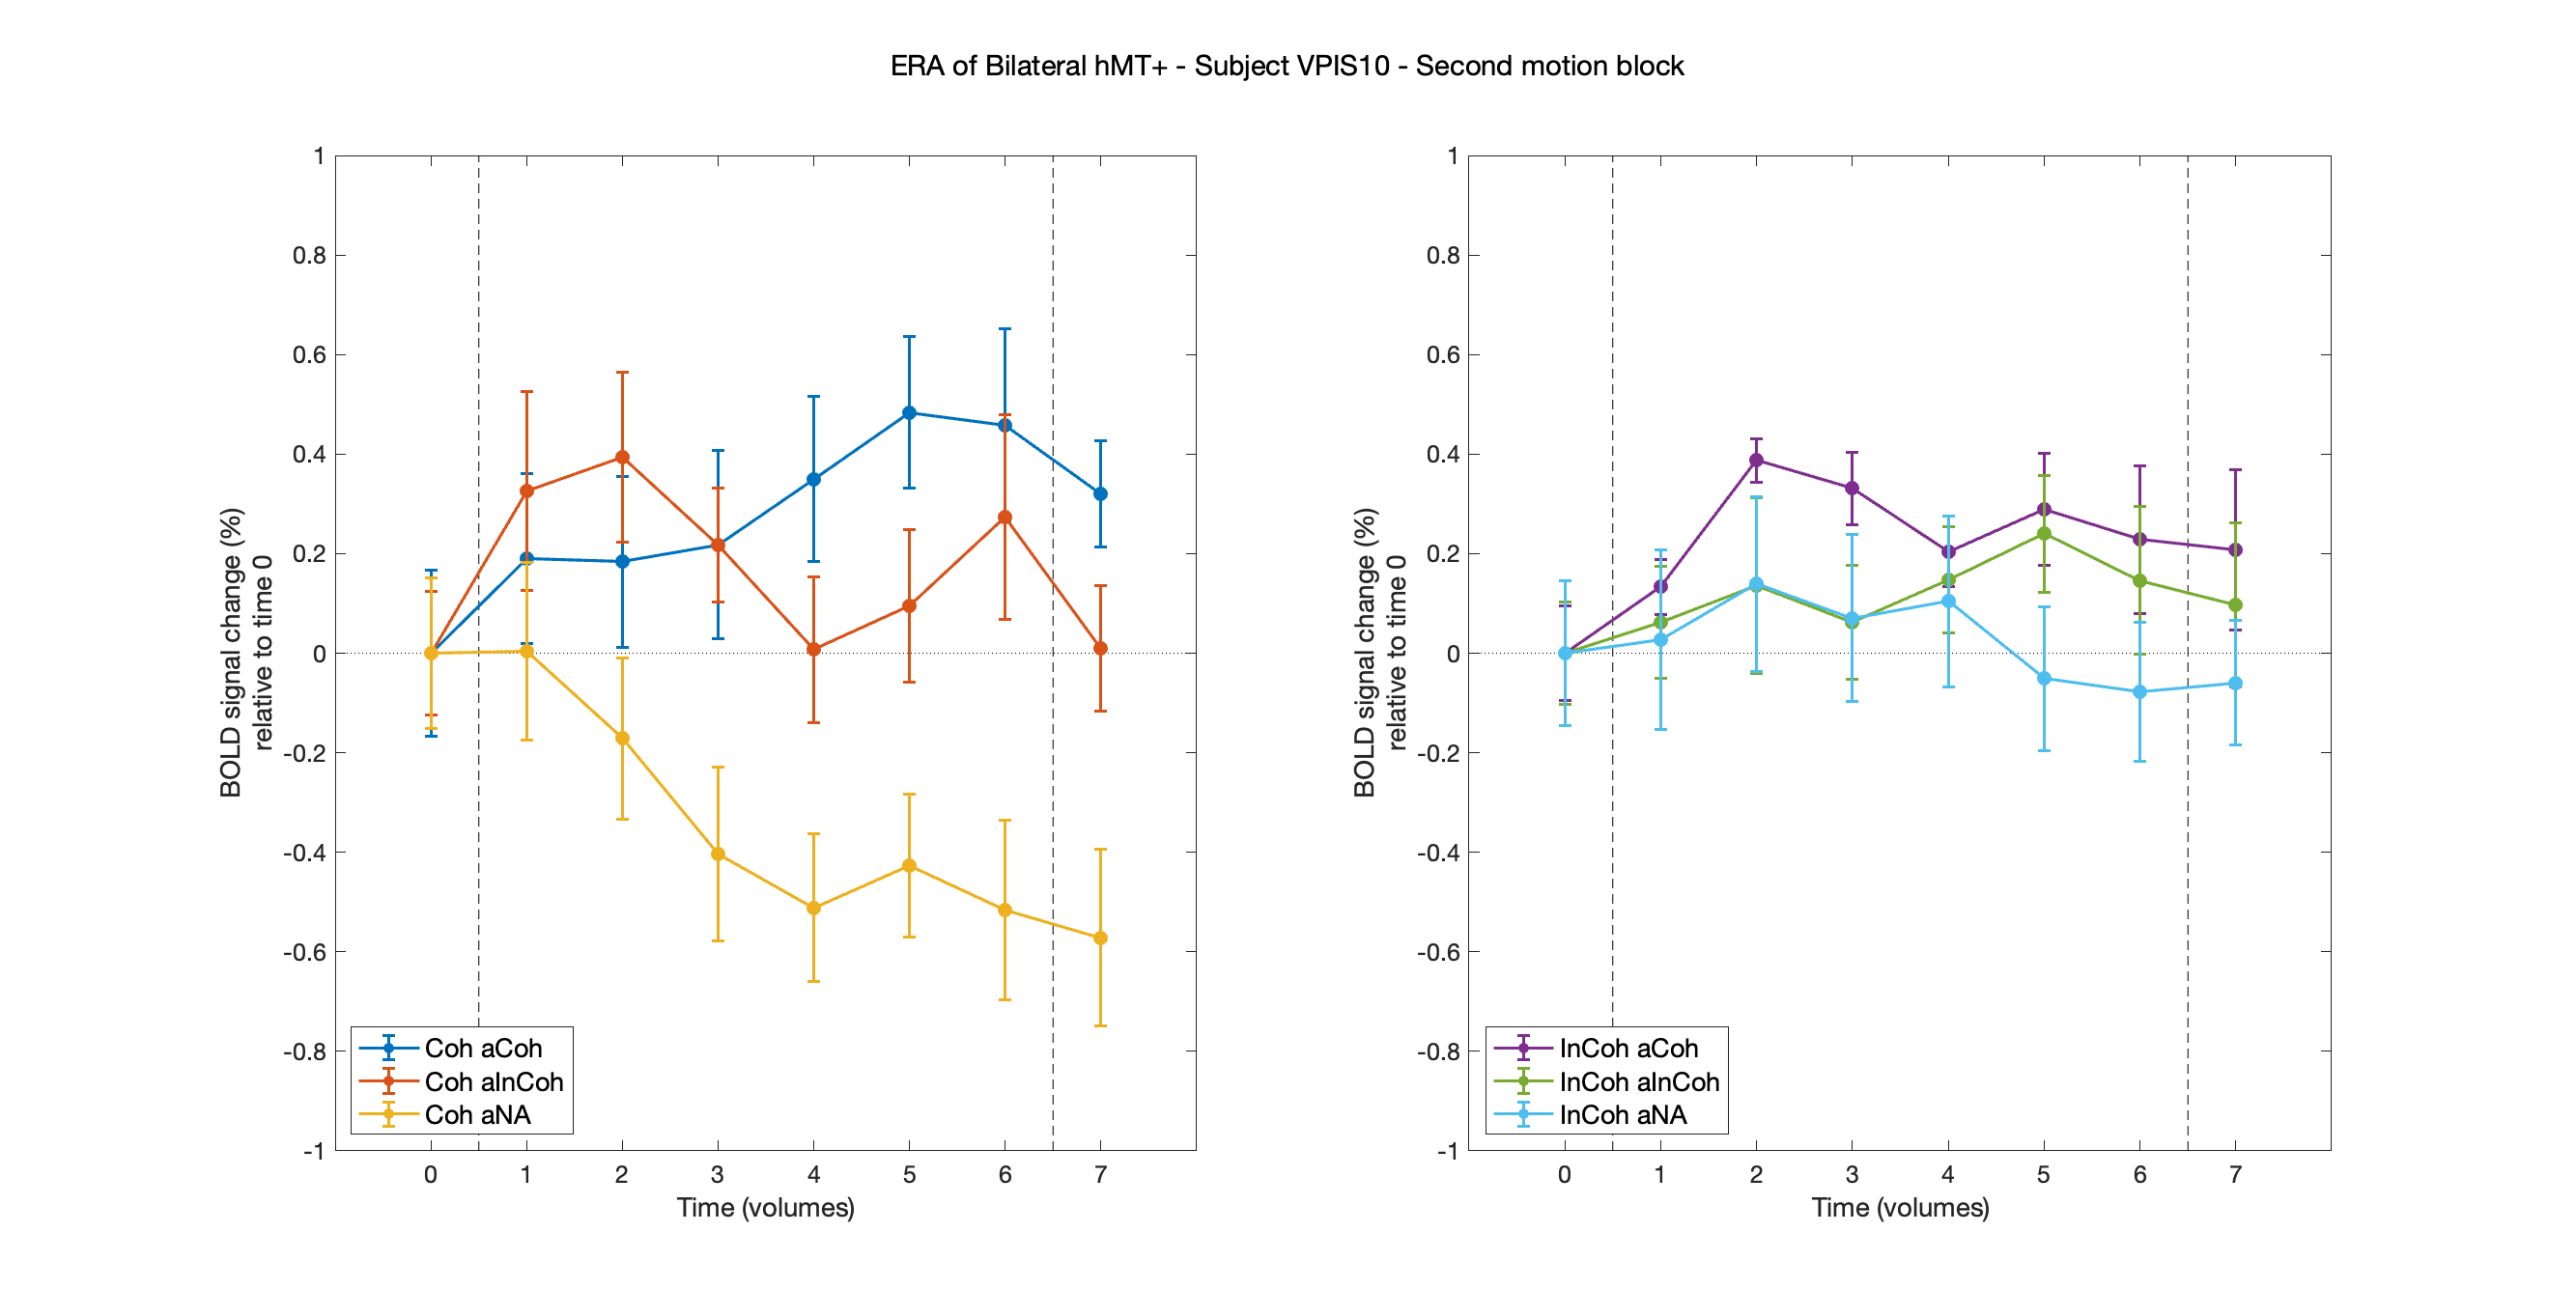 ERA of Bilateral hMT+ - Subject VPIS10 - Second motion block
BOLD signal change (%)
relative to time 0
1
0.8
0.6
0.4
0.2
0
-0.2
-0.4
-0.6
-0.8
-1
Coh aCoh
Coh aInCoh
Coh aNA
0 1 2 3 4 5 6 7
Time (volumes)
BOLD signal change (%)
relative to time 0
1
0.8
0.6
0.4
0.2
0
-0.2
-0.4
-0.6
-0.8
-1
InCoh aCoh
InCoh aInCoh
InCoh aNA
0 1 2 3 4 5 6 7
Time (volumes)